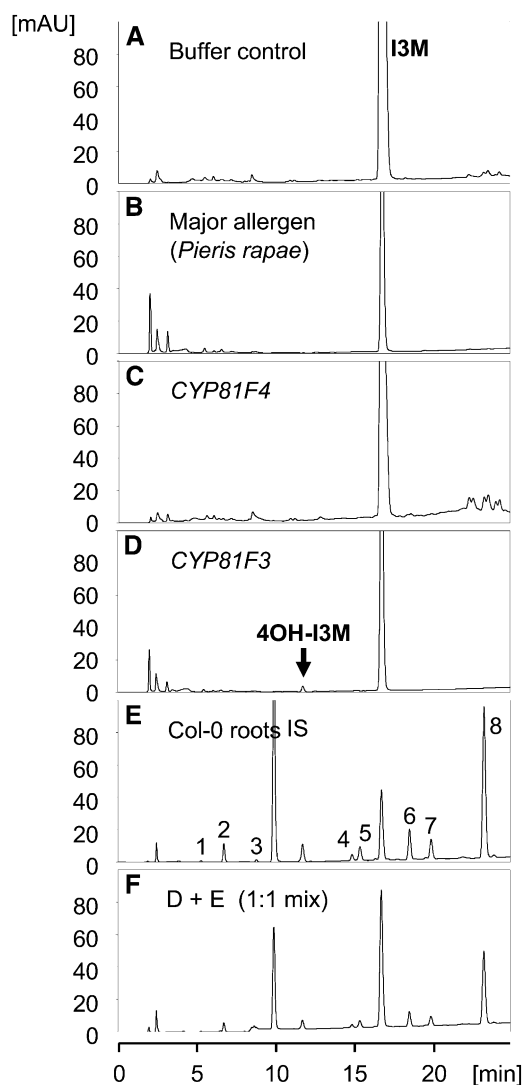 [mAU]
A
Buffer control
I3M
80
60
40
20
0
B
Major allergen
(Pieris rapae)
80
60
40
20
0
C
CYP81F4
80
60
40
20
0
D
CYP81F3
4OH-I3M
80
60
40
20
0
E
Col-0 roots IS
8
80
60
40
20
0
1 2 3 4 5 6 7
F
D + E (1:1 mix)
80
60
40
20
0
0 5 10 15 20 [min]